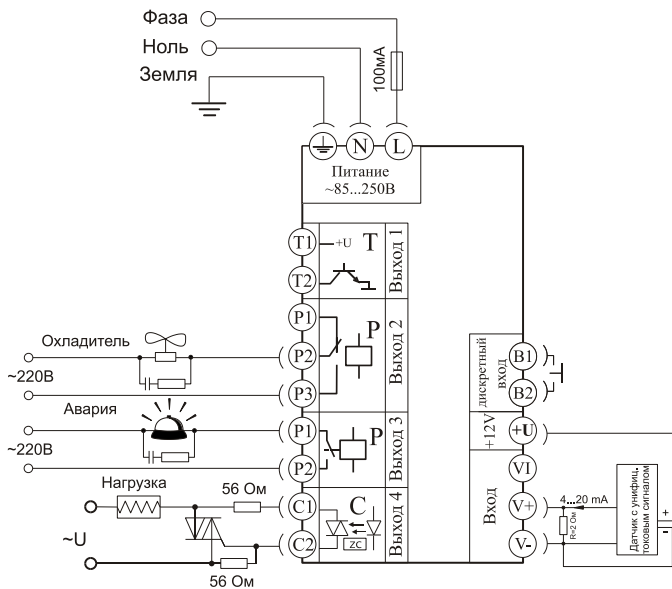 Фаза
Ноль
Земля
100мА
N
L
Питание
~85...250В
T1
+U
T
T2
Выход 1
P1
P2
P
P3
Выход 2
Охладитель
~220В
Авария
~220В
P1
P
P2
Выход 3
Нагрузка
56 Ом
~U
56 Ом
C1
C
C2
ZC
Выход 4
дискретный
вход
B1
B2
+12V
+U
Вход
VI
V+
V-
4...20 mA
R=2 Ом
Датчик с унифиц.
токовым сигналом
+
-